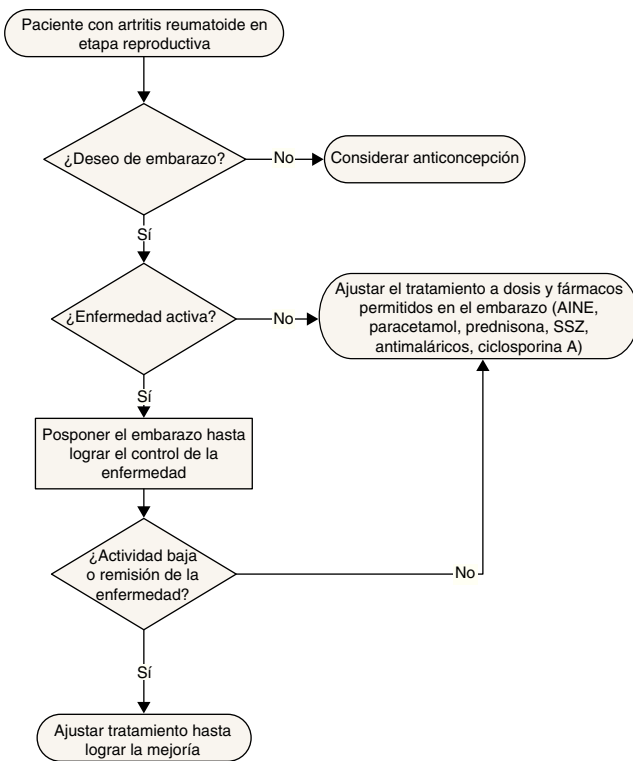 Paciente con artritis reumatoide en
etapa reproductiva
¿Deseo de embarazo?
No
Considerar anticoncepción
Sí
¿Enfermedad activa?
No
Ajustar el tratamiento a dosis y fármacos
permitidos en el embarazo (AINE,
paracetamol, prednisona, SSZ,
antimaláricos, ciclosporina A)
Sí
Posponer el embarazo hasta
lograr el control de la
enfermedad
¿Actividad baja
o remisión de la
enfermedad?
No
Sí
Ajustar tratamiento hasta
lograr la mejoría